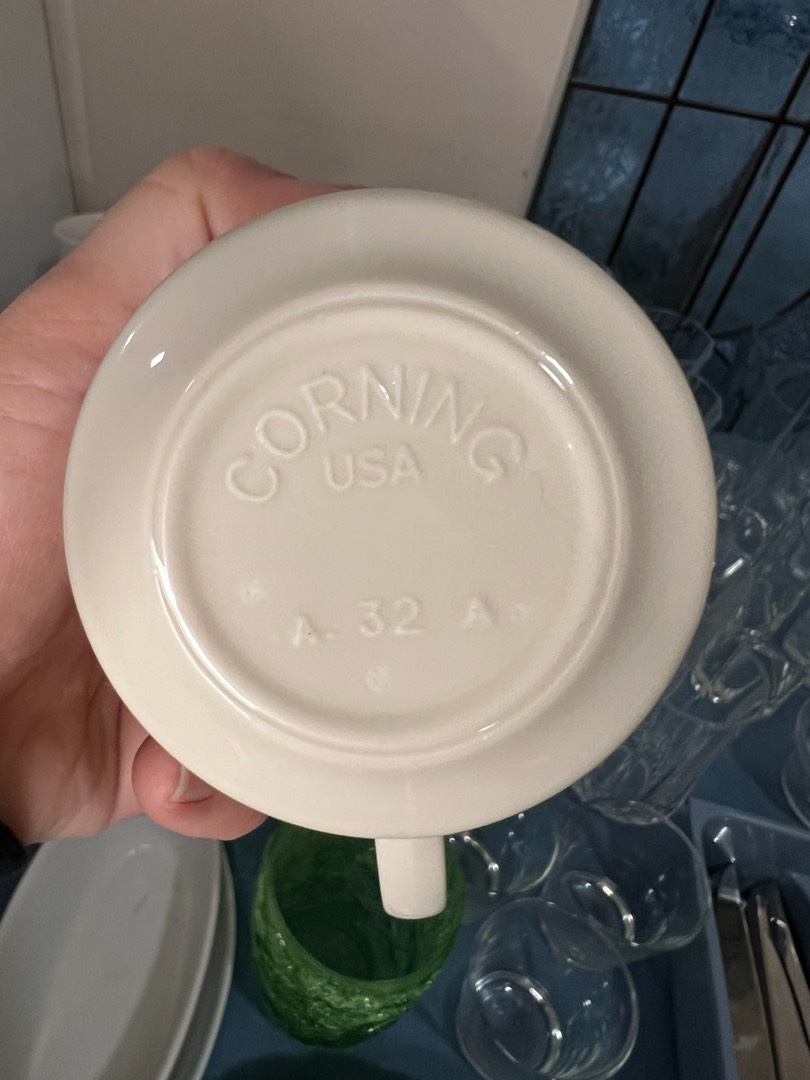 CORNING
USA
A. 32 A